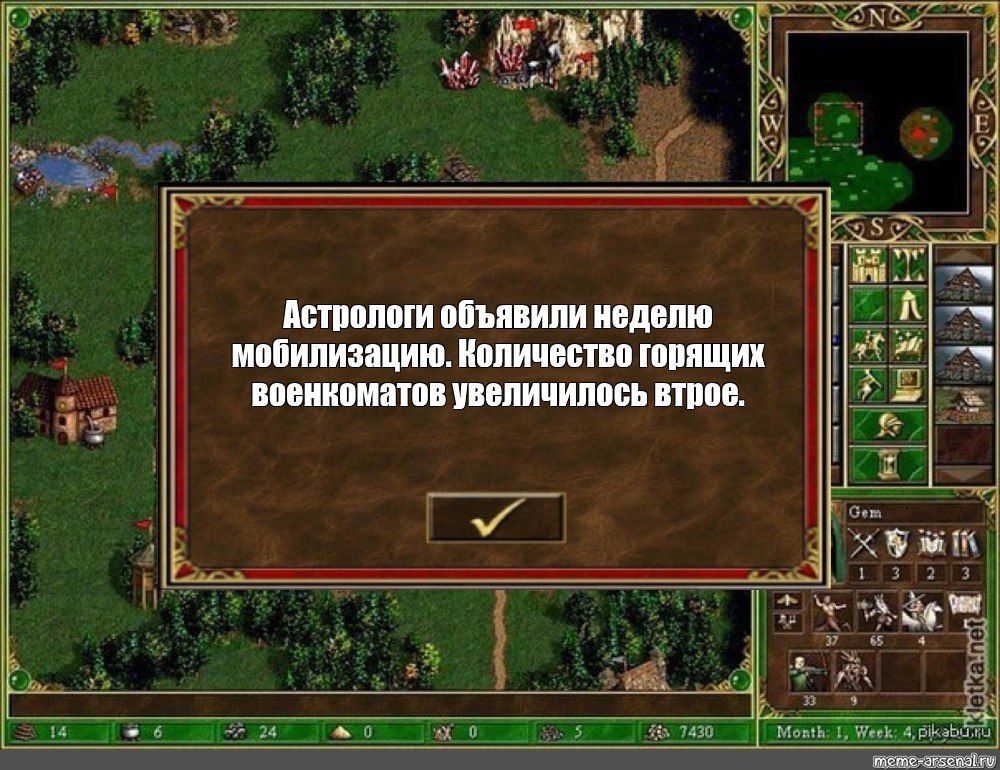 N
W
E
S
Астрологи объявили неделю
мобилизацию. Количество горящих
военкоматов увеличилось втрое.
Gem
1 3 2 3
37 65 4
33 9
kletka.net
14 6 24 0 0 5 7430
Month: 1, Week: 4,
pikabu.ru
meme-arsenal.ru